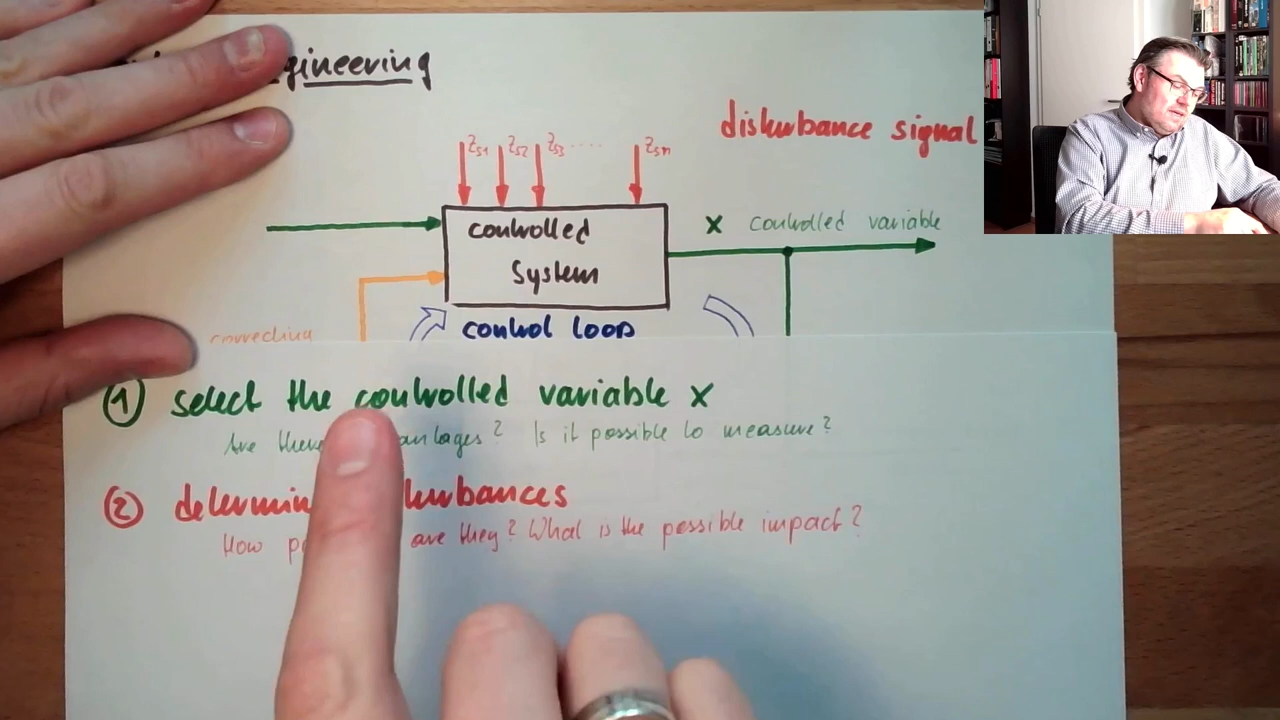 gineering
disturbance signal
Zs1 Zs2 Zs3 .... Zsn
controlled
System
x controlled variable
control loop
correcting
① select the controlled variable x
Are there antages? Is it possible to measure?
② determin turbances
How p are they? What is the possible impact?